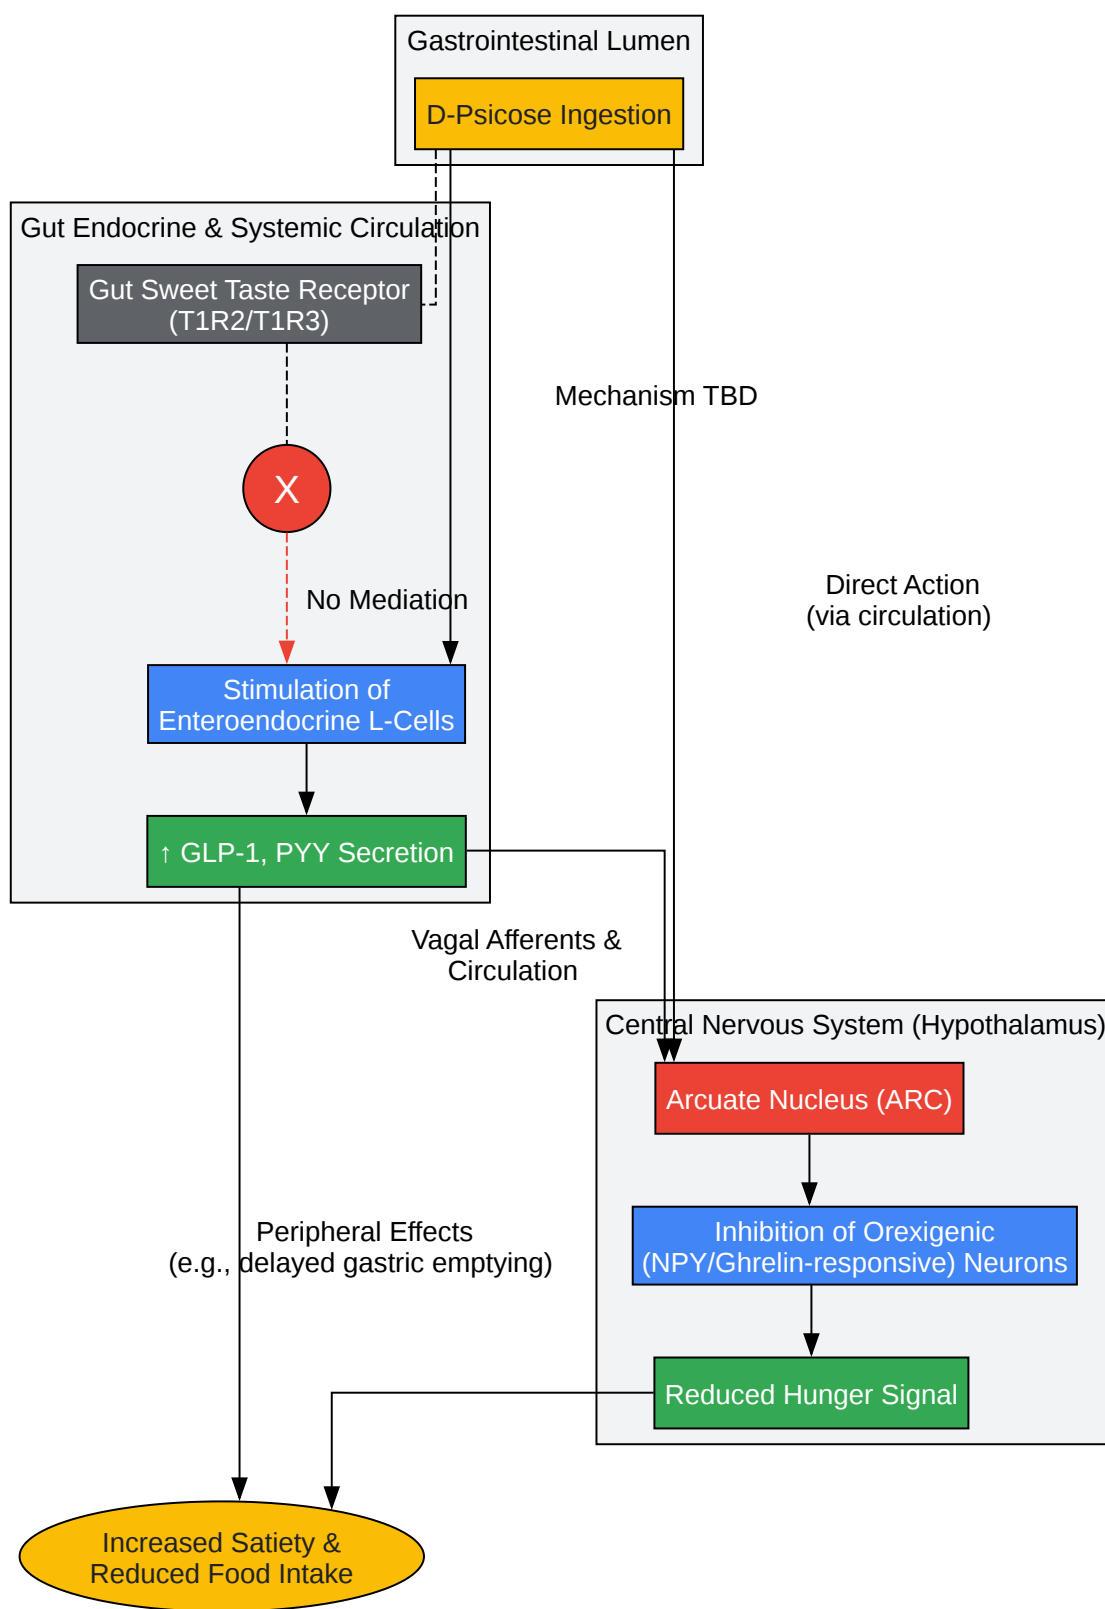 Gastrointestinal Lumen
D-Psicose Ingestion
Gut Endocrine & Systemic Circulation
Gut Sweet Taste Receptor
(T1R2/T1R3)
Mechanism TBD
X
Direct Action
(via circulation)
No Mediation
Stimulation of
Enteroendocrine L-Cells
↑ GLP-1, PYY Secretion
Vagal Afferents &
Circulation
Central Nervous System (Hypothalamus)
Arcuate Nucleus (ARC)
Peripheral Effects
(e.g., delayed gastric emptying)
Inhibition of Orexigenic
(NPY/Ghrelin-responsive) Neurons
Reduced Hunger Signal
Increased Satiety &
Reduced Food Intake